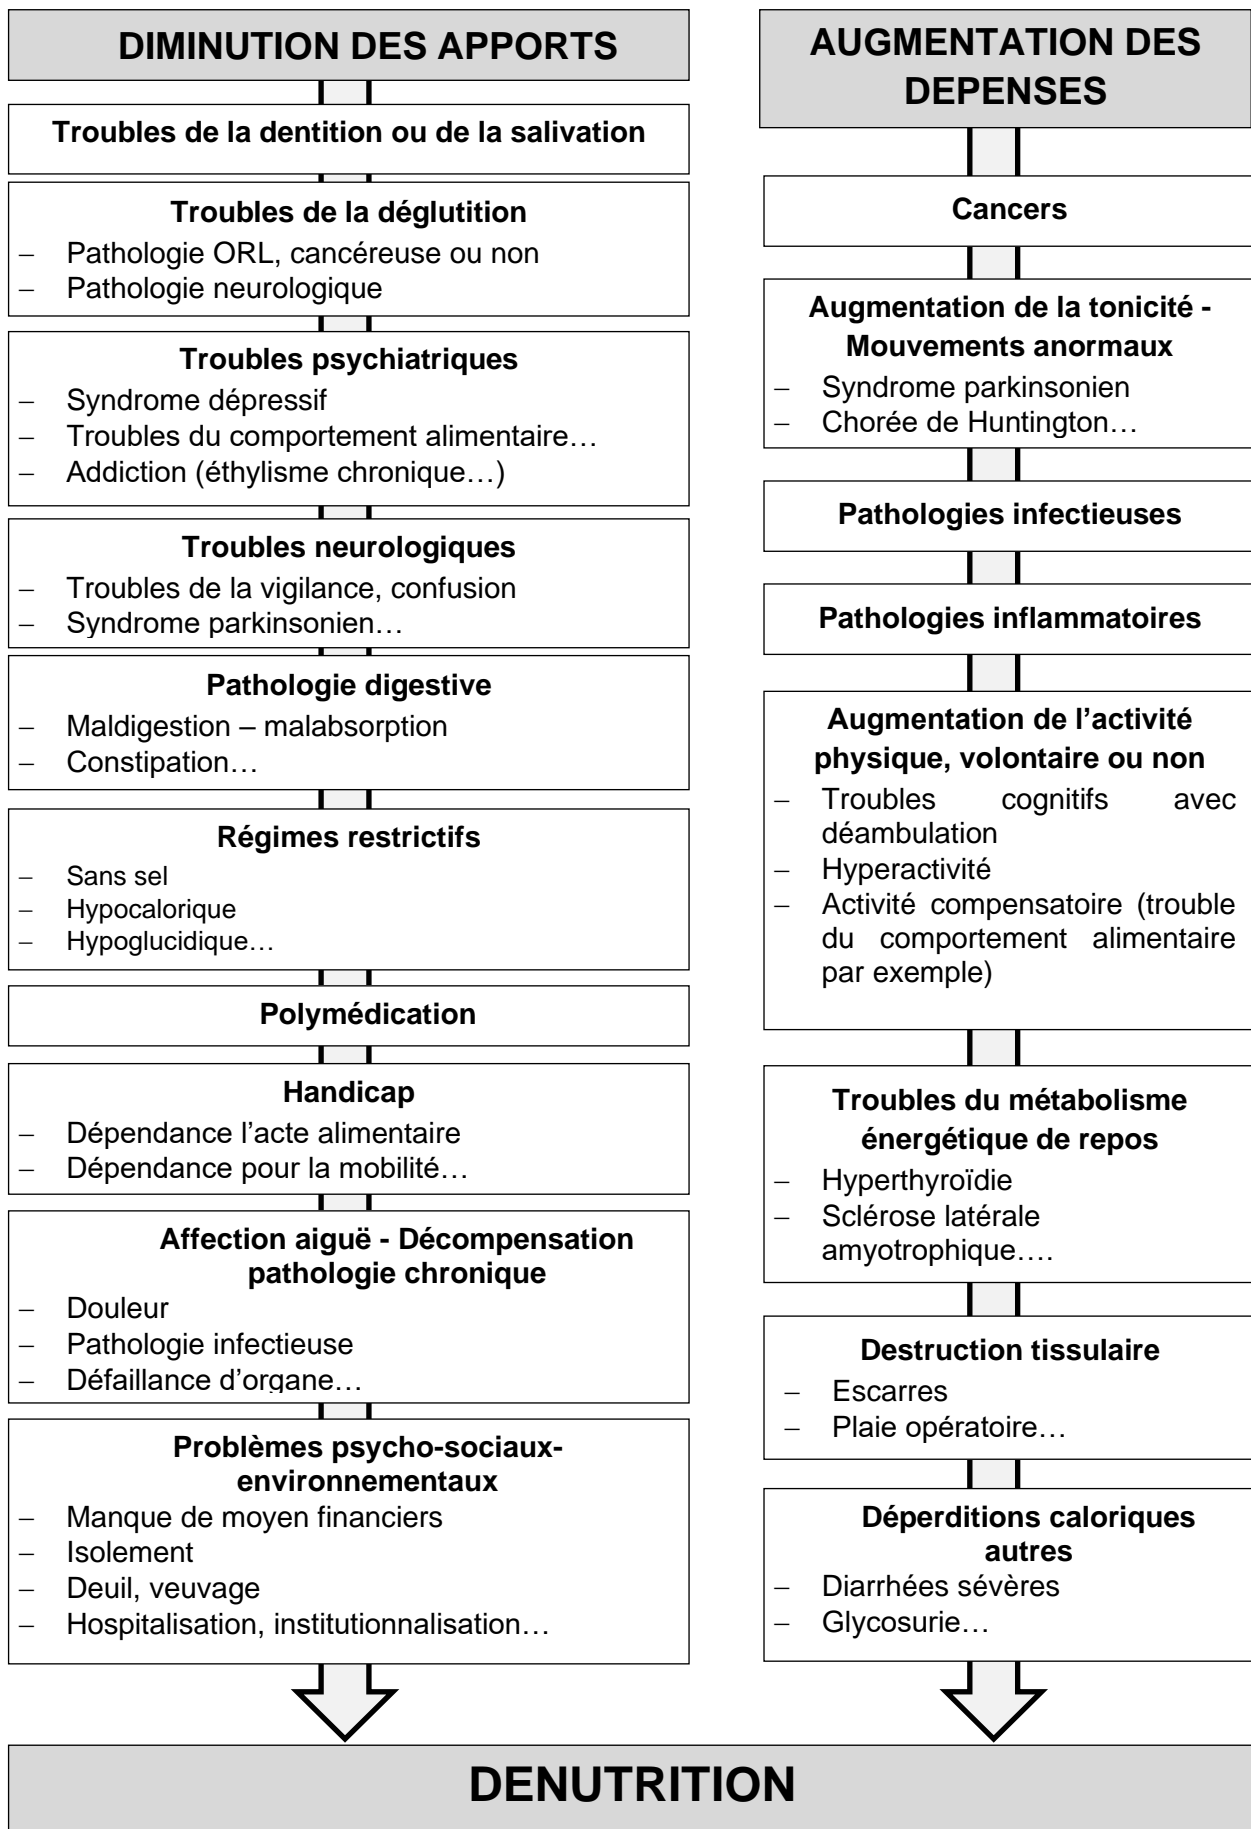 DIMINUTION DES APPORTS
Troubles de la dentition ou de la salivation
Troubles de la déglutition
– Pathologie ORL, cancéreuse ou non
– Pathologie neurologique
Troubles psychiatriques
– Syndrome dépressif
– Troubles du comportement alimentaire…
– Addiction (éthylisme chronique…)
Troubles neurologiques
– Troubles de la vigilance, confusion
– Syndrome parkinsonien…
Pathologie digestive
– Maldigestion – malabsorption
– Constipation…
Régimes restrictifs
– Sans sel
– Hypocalorique
– Hypoglucidique…
Polymédication
Handicap
– Dépendance l’acte alimentaire
– Dépendance pour la mobilité…
Affection aiguë - Décompensation
pathologie chronique
– Douleur
– Pathologie infectieuse
– Défaillance d’organe…
Problèmes psycho-sociaux-
environnementaux
– Manque de moyen financiers
– Isolement
– Deuil, veuvage
– Hospitalisation, institutionnalisation…
AUGMENTATION DES
DEPENSES
Cancers
Augmentation de la tonicité -
Mouvements anormaux
– Syndrome parkinsonien
– Chorée de Huntington…
Pathologies infectieuses
Pathologies inflammatoires
Augmentation de l’activité
physique, volontaire ou non
– Troubles cognitifs avec
déambulation
– Hyperactivité
– Activité compensatoire (trouble
du comportement alimentaire
par exemple)
Troubles du métabolisme
énergétique de repos
– Hyperthyroïdie
– Sclérose latérale
amyotrophique….
Destruction tissulaire
– Escarres
– Plaie opératoire…
Déperditions caloriques
autres
– Diarrhées sévères
– Glycosurie…
DENUTRITION